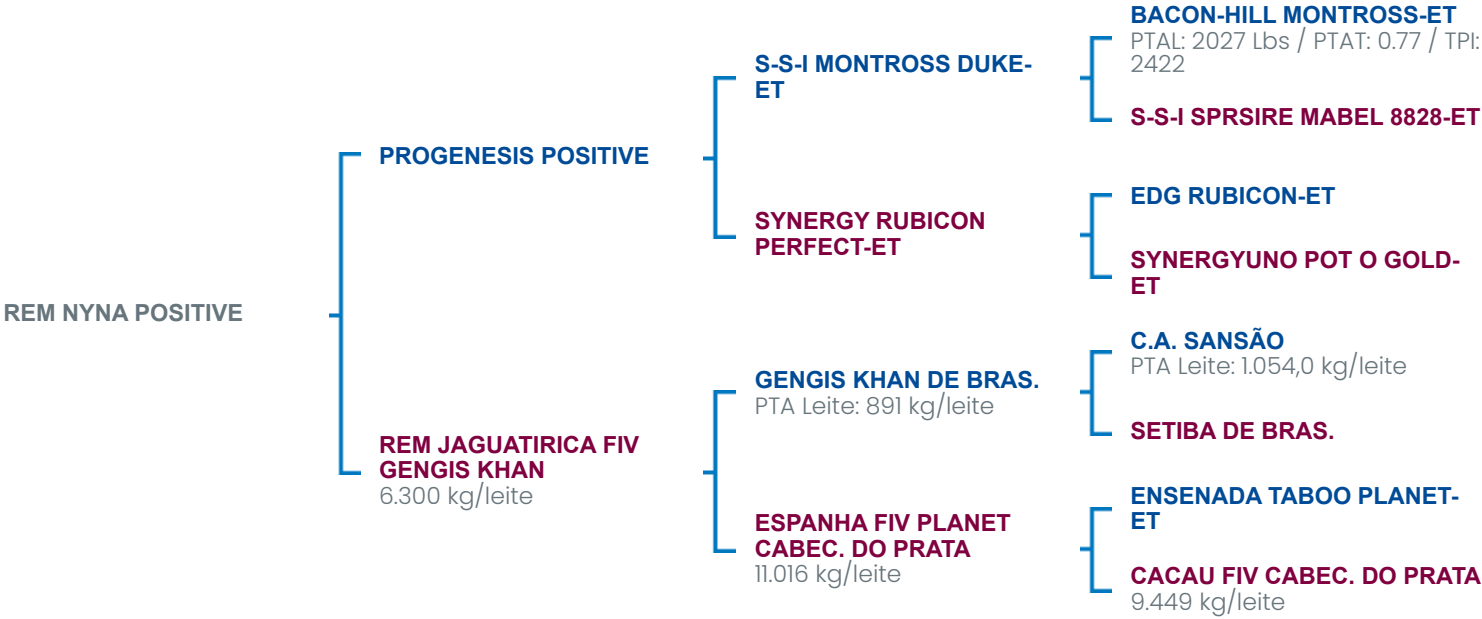 BACON-HILL MONTROSS-ET
PTAL: 2027 Lbs / PTAT: 0.77 / TPI:
2422
S-S-I MONTROSS DUKE-
ET
S-S-I SPRSIRE MABEL 8828-ET
PROGENESIS POSITIVE
EDG RUBICON-ET
SYNERGY RUBICON
PERFECT-ET
SYNERGYUNO POT O GOLD-
ET
REM NYNA POSITIVE
C.A. SANSÃO
PTA Leite: 1.054,0 kg/leite
GENGIS KHAN DE BRAS.
PTA Leite: 891 kg/leite
SETIBA DE BRAS.
REM JAGUATIRICA FIV
GENGIS KHAN
6.300 kg/leite
ENSENADA TABOO PLANET-
ET
ESPANHA FIV PLANET
CABEC. DO PRATA
11.016 kg/leite
CACAU FIV CABEC. DO PRATA
9.449 kg/leite